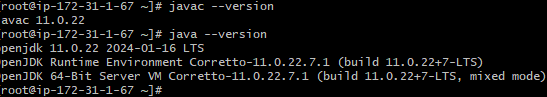 [root@ip-172-31-1-67 ~]# javac --version
avac 11.0.22
[root@ip-172-31-1-67 ~]# java --version
openjdk 11.0.22 2024-01-16 LTS
OpenJDK Runtime Environment Corretto-11.0.22.7.1 (build 11.0.22+7-LTS)
OpenJDK 64-Bit Server VM Corretto-11.0.22.7.1 (build 11.0.22+7-LTS, mixed mode)
[root@ip-172-31-1-67 ~]#